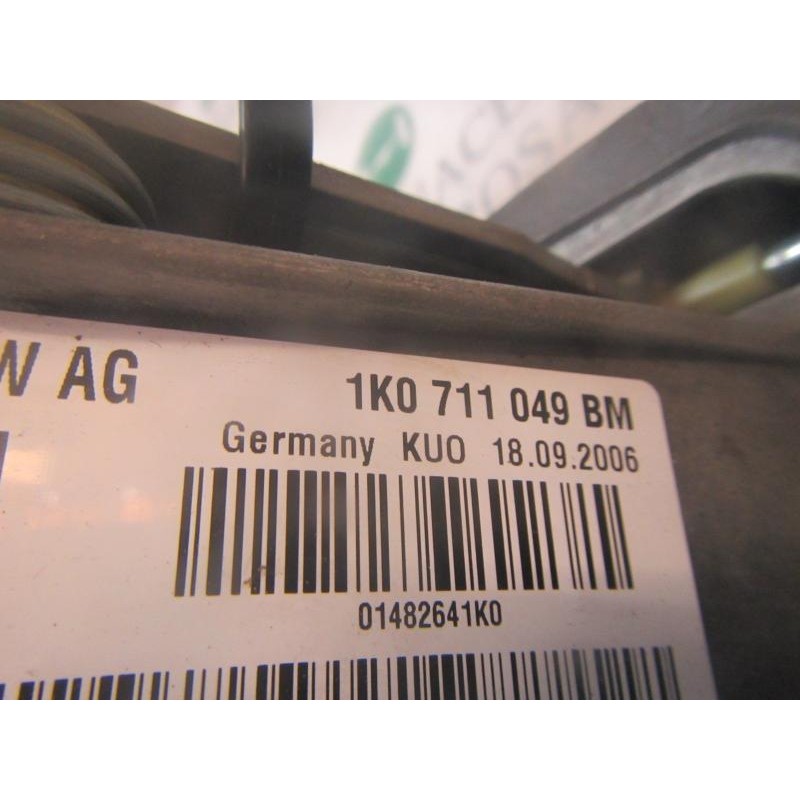 W AG
1K0 711 049 BM
Germany KUO 18.09.2006
01482641K0